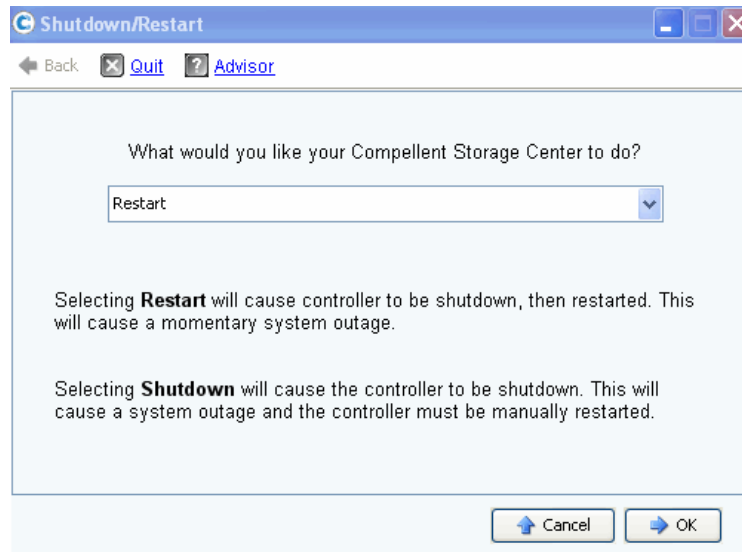 Shutdown/Restart
Back Quit Advisor
What would you like your Compellent Storage Center to do?
Restart
Selecting Restart will cause controller to be shutdown, then restarted. This
will cause a momentary system outage.
Selecting Shutdown will cause the controller to be shutdown. This will
cause a system outage and the controller must be manually restarted.
Cancel OK